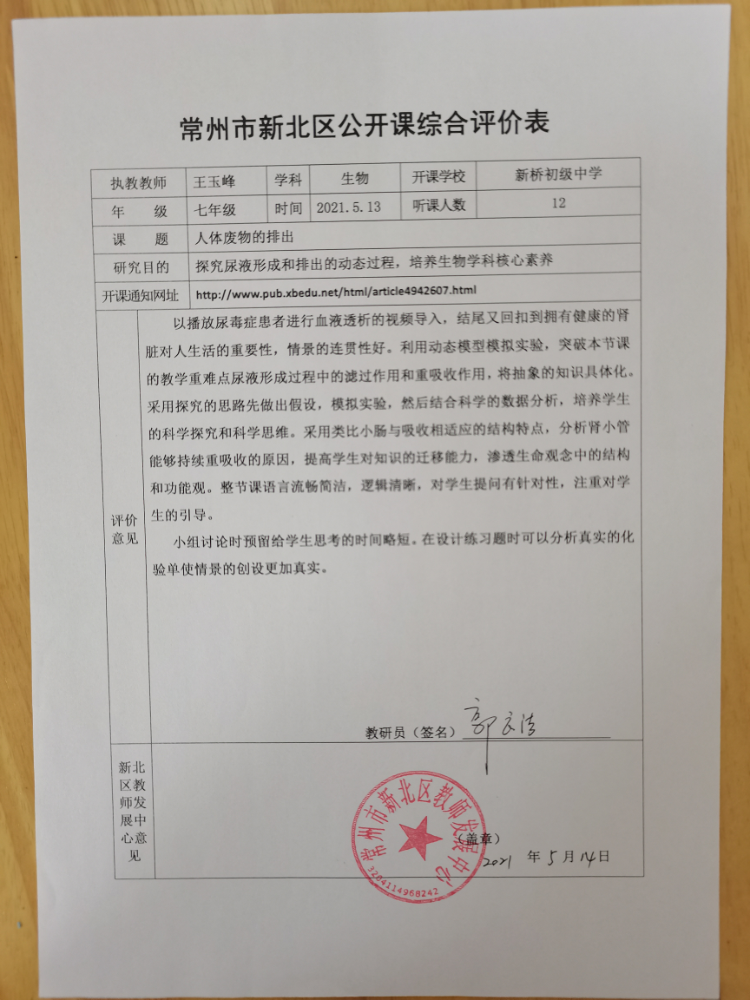 常州市新北区公开课综合评价表
执教教师 王玉峰 学科 生物 开课学校 新桥初级中学
年 级 七年级 时间 2021.5.13 听课人数 12
课 题 人体废物的排出
研究目的 探究尿液形成和排出的动态过程，培养生物学科核心素养
开课通知网址 http://www.pub.xbedu.net/html/article4942607.html
以播放尿毒症患者进行血液透析的视频导入，结尾又回扣到拥有健康的肾
脏对人生活的重要性，情景的连贯性好。利用动态模型模拟实验，突破本节课
的教学重难点尿液形成过程中的滤过作用和重吸收作用，将抽象的知识具体化。
采用探究的思路先做出假设，模拟实验，然后结合科学的数据分析，培养学生
的科学探究和科学思维。采用类比小肠与吸收相适应的结构特点，分析肾小管
能够持续重吸收的原因，提高学生对知识的迁移能力，渗透生命观念中的结构
和功能观。整节课语言流畅简洁，逻辑清晰，对学生提问有针对性，注重对学
生的引导。
评价
意见
小组讨论时预留给学生思考的时间略短。在设计练习题时可以分析真实的化
验单使情景的创设更加真实。
教研员（签名）
新北
区教
师发
展中
心意
见
常州市新北区教师发展中心
3204114968242
（盖章）
2021 年 5 月 14 日